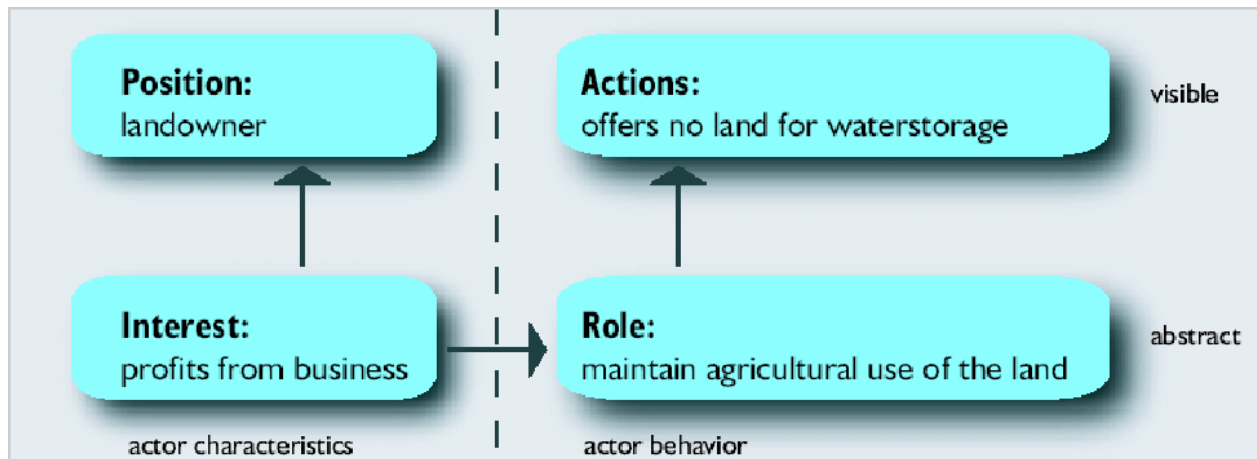 Position:
landowner
Actions:
offers no land for waterstorage
visible
Interest:
profits from business
Role:
maintain agricultural use of the land
abstract
actor characteristics
actor behavior